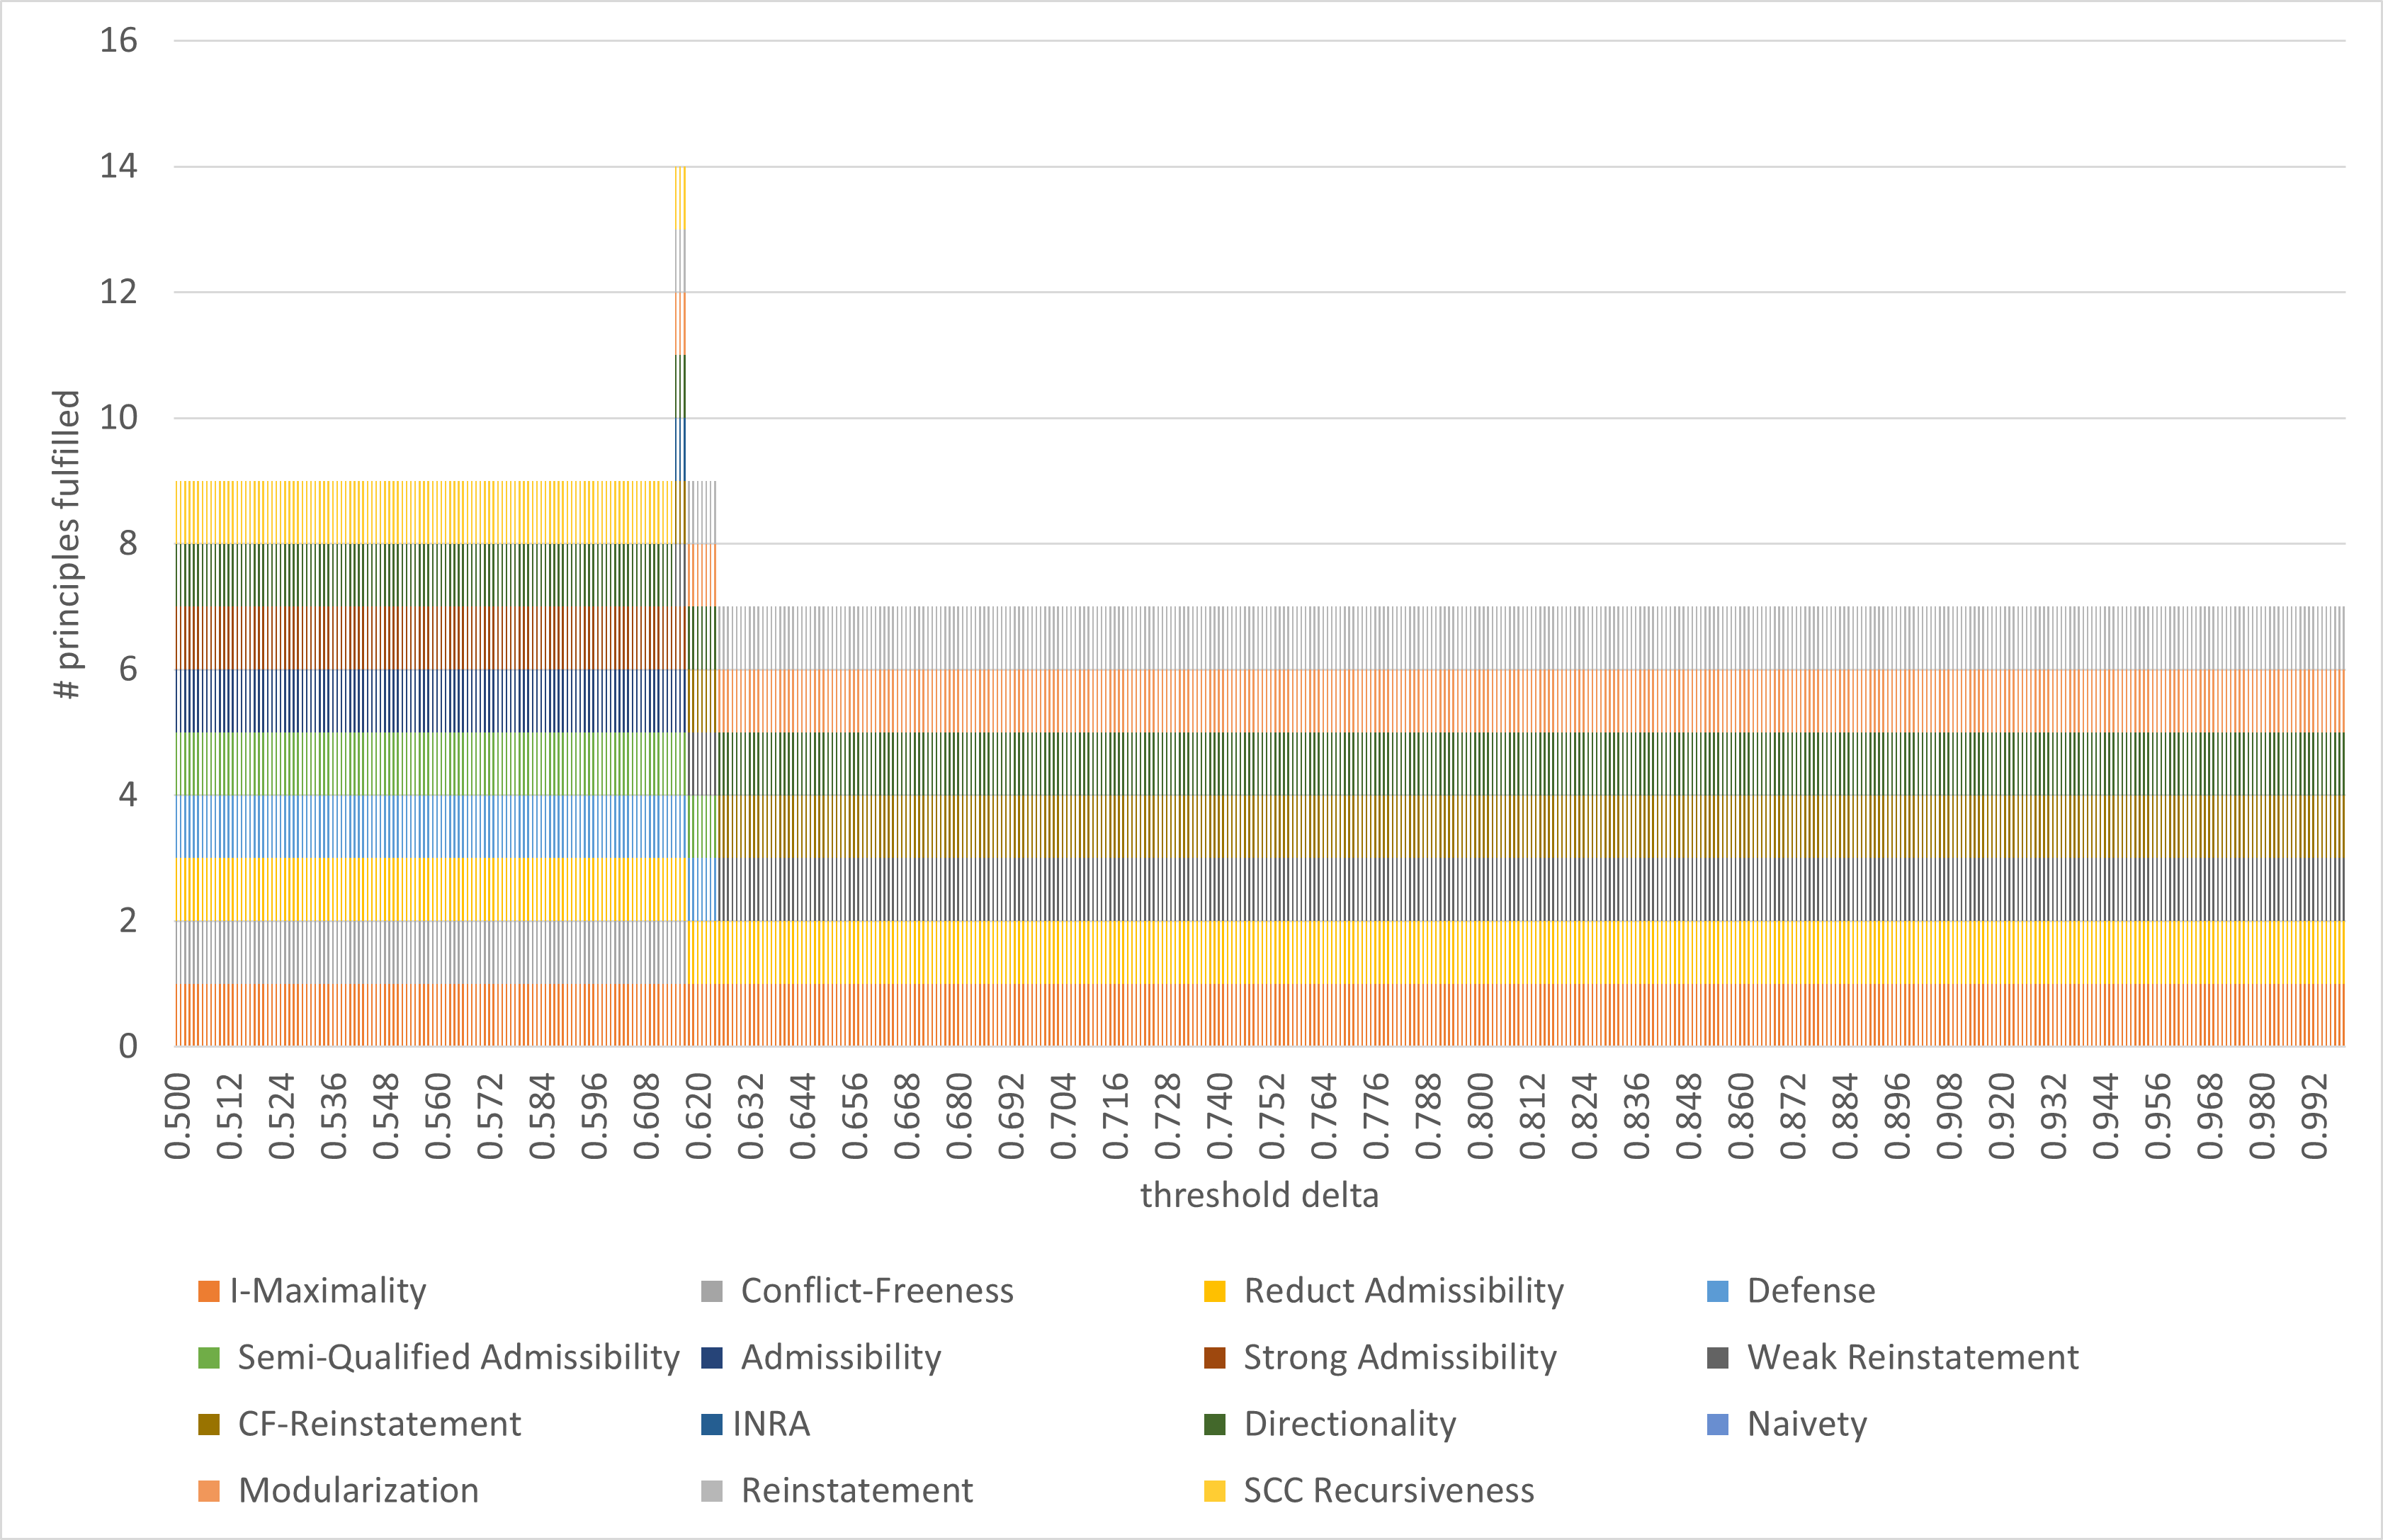 16
14
12
10
8
6
4
2
0
# principles fulfilled
0.500 0.512 0.524 0.536 0.548 0.560 0.572 0.584 0.596 0.608 0.620 0.632 0.644 0.656 0.668 0.680 0.692 0.704 0.716 0.728 0.740 0.752 0.764 0.776 0.788 0.800 0.812 0.824 0.836 0.848 0.860 0.872 0.884 0.896 0.908 0.920 0.932 0.944 0.956 0.968 0.980 0.992
threshold delta
I-Maximality Conflict-Freeness Reduct Admissibility Defense
Semi-Qualified Admissibility Admissibility Strong Admissibility Weak Reinstatement
CF-Reinstatement INRA Directionality Naivety
Modularization Reinstatement SCC Recursiveness